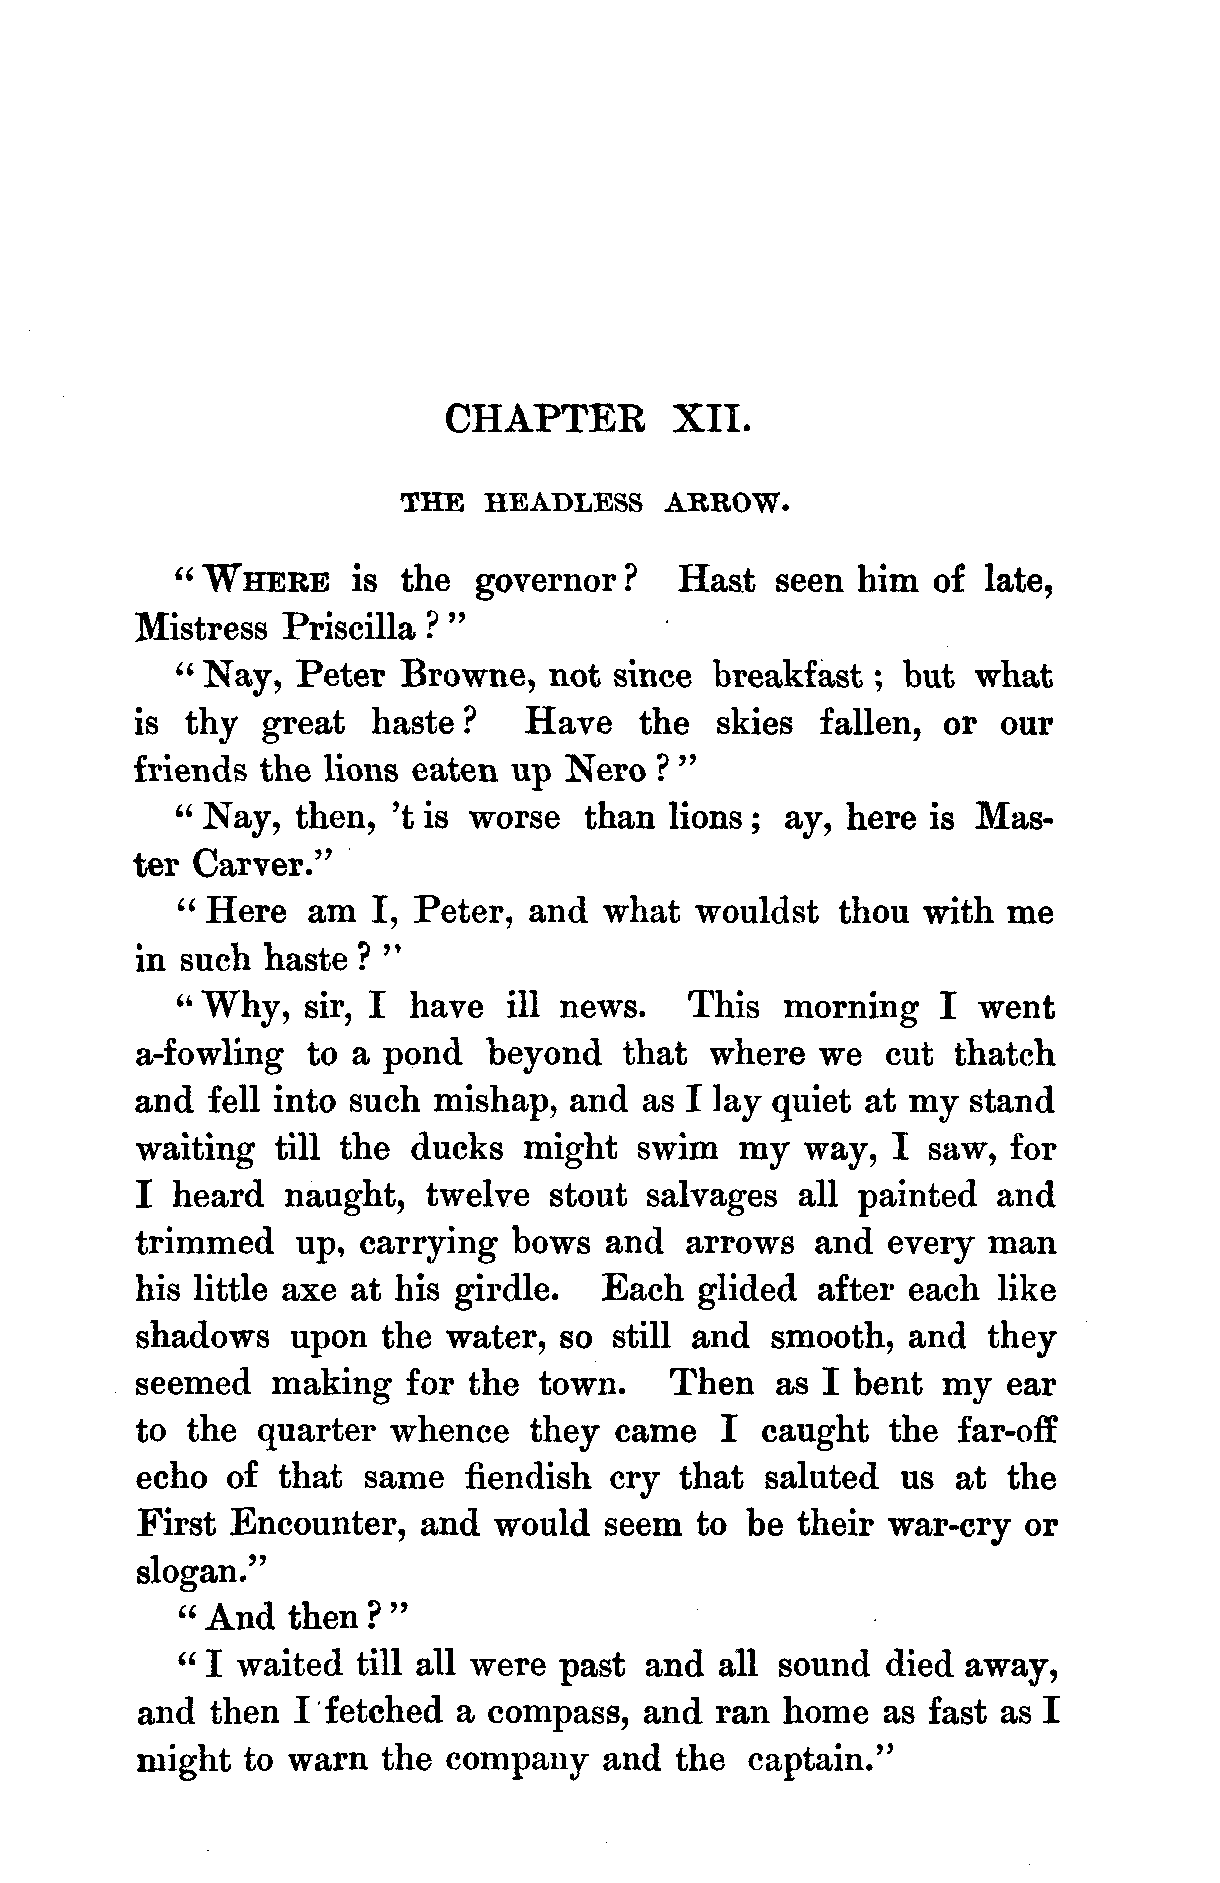 CHAPTER XII.
THE HEADLESS ARROW.
“WHERE is the governor? Hast seen him of late,
Mistress Priscilla?”
“Nay, Peter Browne, not since breakfast; but what
is thy great haste? Have the skies fallen, or our
friends the lions eaten up Nero?”
“Nay, then, ’t is worse than lions; ay, here is Mas-
ter Carver.”
“Here am I, Peter, and what wouldst thou with me
in such haste?”
“Why, sir, I have ill news. This morning I went
a-fowling to a pond beyond that where we cut thatch
and fell into such mishap, and as I lay quiet at my stand
waiting till the ducks might swim my way, I saw, for
I heard naught, twelve stout salvages all painted and
trimmed up, carrying bows and arrows and every man
his little axe at his girdle. Each glided after each like
shadows upon the water, so still and smooth, and they
seemed making for the town. Then as I bent my ear
to the quarter whence they came I caught the far-off
echo of that same fiendish cry that saluted us at the
First Encounter, and would seem to be their war-cry or
slogan.”
“And then?”
“I waited till all were past and all sound died away,
and then I fetched a compass, and ran home as fast as I
might to warn the company and the captain.”